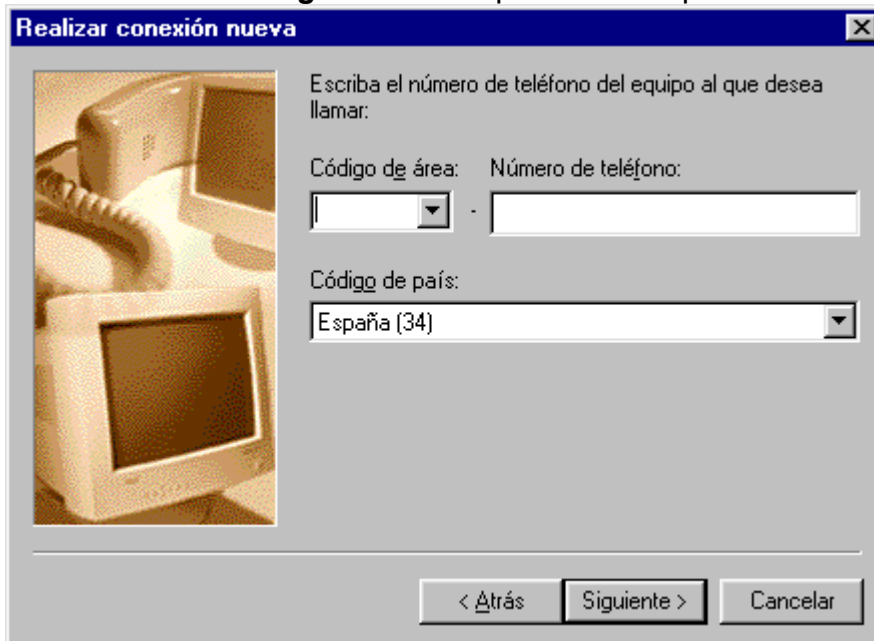 Realizar conexión nueva
Escriba el número de teléfono del equipo al que desea
llamar:
Código de área: Número de teléfono:
-
Código de país:
España (34)
< Atrás Siguiente > Cancelar